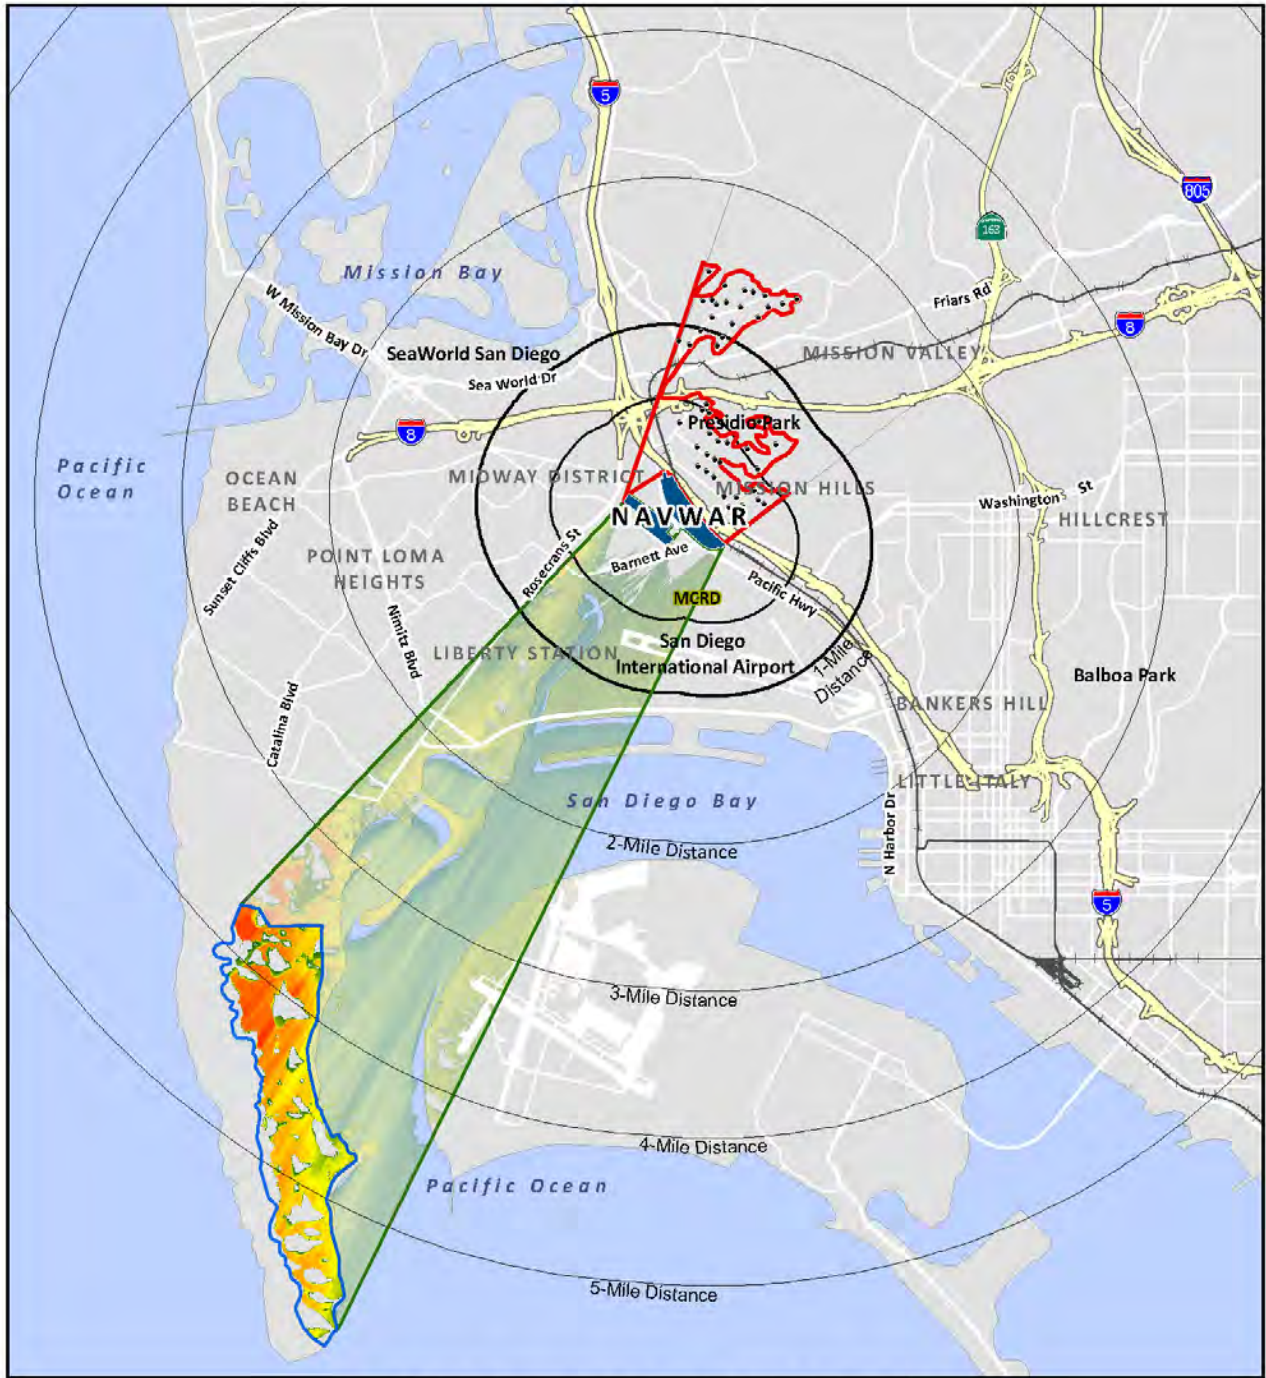 5
805
163
Mission Bay
Friars Rd
W Mission Bay Dr
8
SeaWorld San Diego
MISSION VALLEY
Sea World Dr
Presidio Park
8
Pacific
Ocean
OCEAN
BEACH
MIDWAY DISTRICT
MISSION HILLS
Washington St
NAVWAR
HILLCREST
Sunset Cliffs Blvd
POINT LOMA
HEIGHTS
Rosecrans St
Barnett Ave
Pacific Hwy
MCRD
Nimitz Blvd
LIBERTY STATION
San Diego
International Airport
1-Mile
Distance
Balboa Park
Catalina Blvd
BANKERS HILL
LITTLE ITALY
San Diego Bay
N Harbor Dr
2-Mile Distance
5
3-Mile Distance
4-Mile Distance
Pacific Ocean
5-Mile Distance